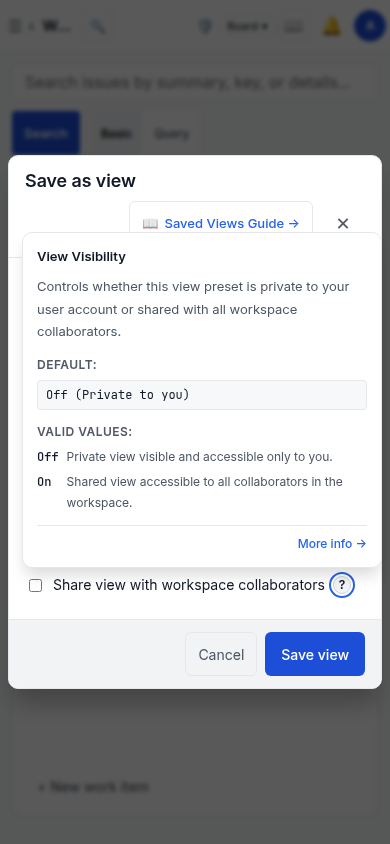 W...
Board ▾
A
Search issues by summary, key, or details...
Search
Basic
Query
Save as view
📖 Saved Views Guide →
✕
View Visibility
Controls whether this view preset is private to your
user account or shared with all workspace
collaborators.
DEFAULT:
Off (Private to you)
VALID VALUES:
Off Private view visible and accessible only to you.
On Shared view accessible to all collaborators in the
workspace.
More info →
Share view with workspace collaborators ?
Cancel
Save view
+ New work item